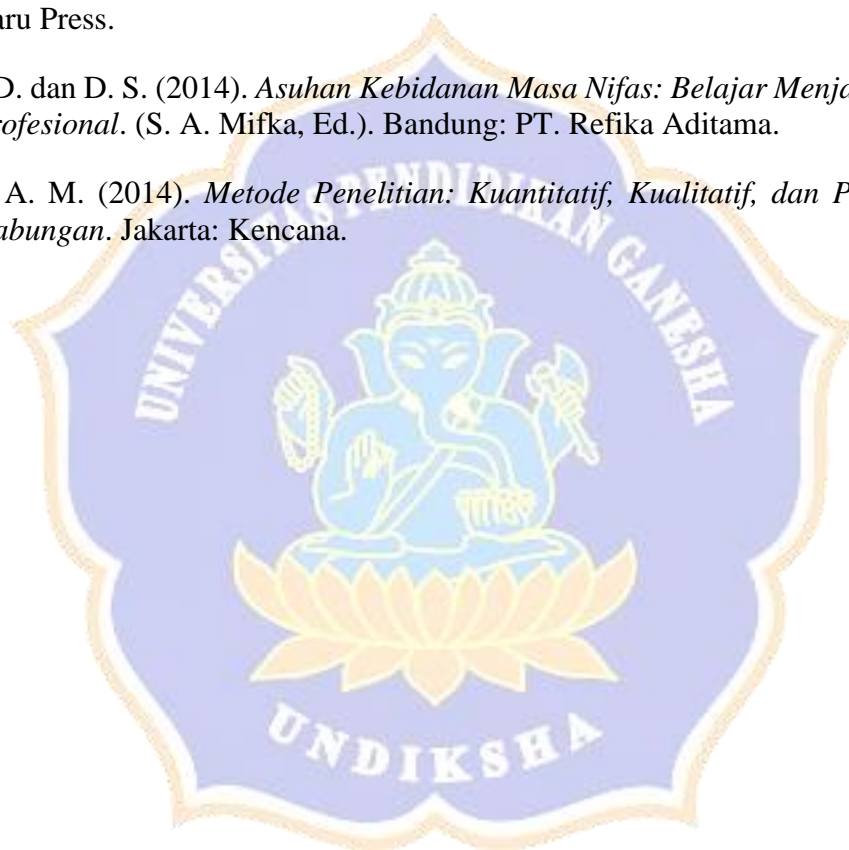 aru Press.
D. dan D. S. (2014). Asuhan Kebidanan Masa Nifas: Belajar Menja
rofesional. (S. A. Mifka, Ed.). Bandung: PT. Refika Aditama.
A. M. (2014). Metode Penelitian: Kuantitatif, Kualitatif, dan P
abungan. Jakarta: Kencana.
UNIVERSITAS PENDIDIKAN GANESHA
UNDIKSHA